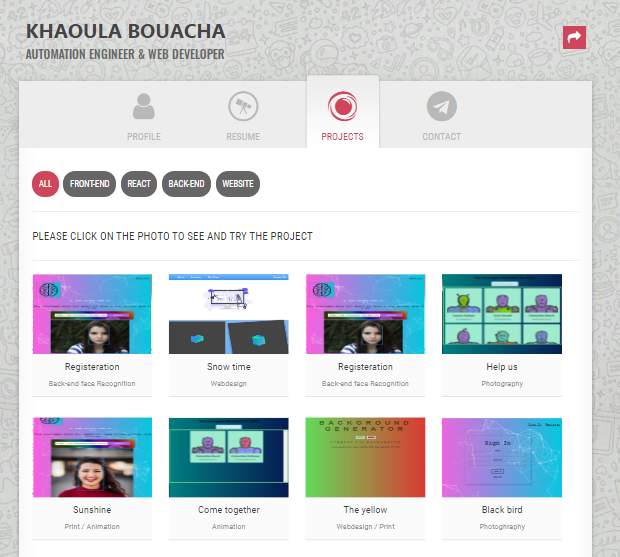 KHAOULA BOUACHA
AUTOMATION ENGINEER & WEB DEVELOPER
PROFILE RESUME PROJECTS CONTACT
ALL FRONT-END REACT BACK-END WEBSITE
PLEASE CLICK ON THE PHOTO TO SEE AND TRY THE PROJECT
Registeration Snow time Registeration Help us
Back-end face Recognition Webdesign Back-end face Recognition Photography
BACKGROUND
GENERATOR
Sign In
Sunshine Come together The yellow Black bird
Print / Animation Animation Webdesign / Print Photoghraphy